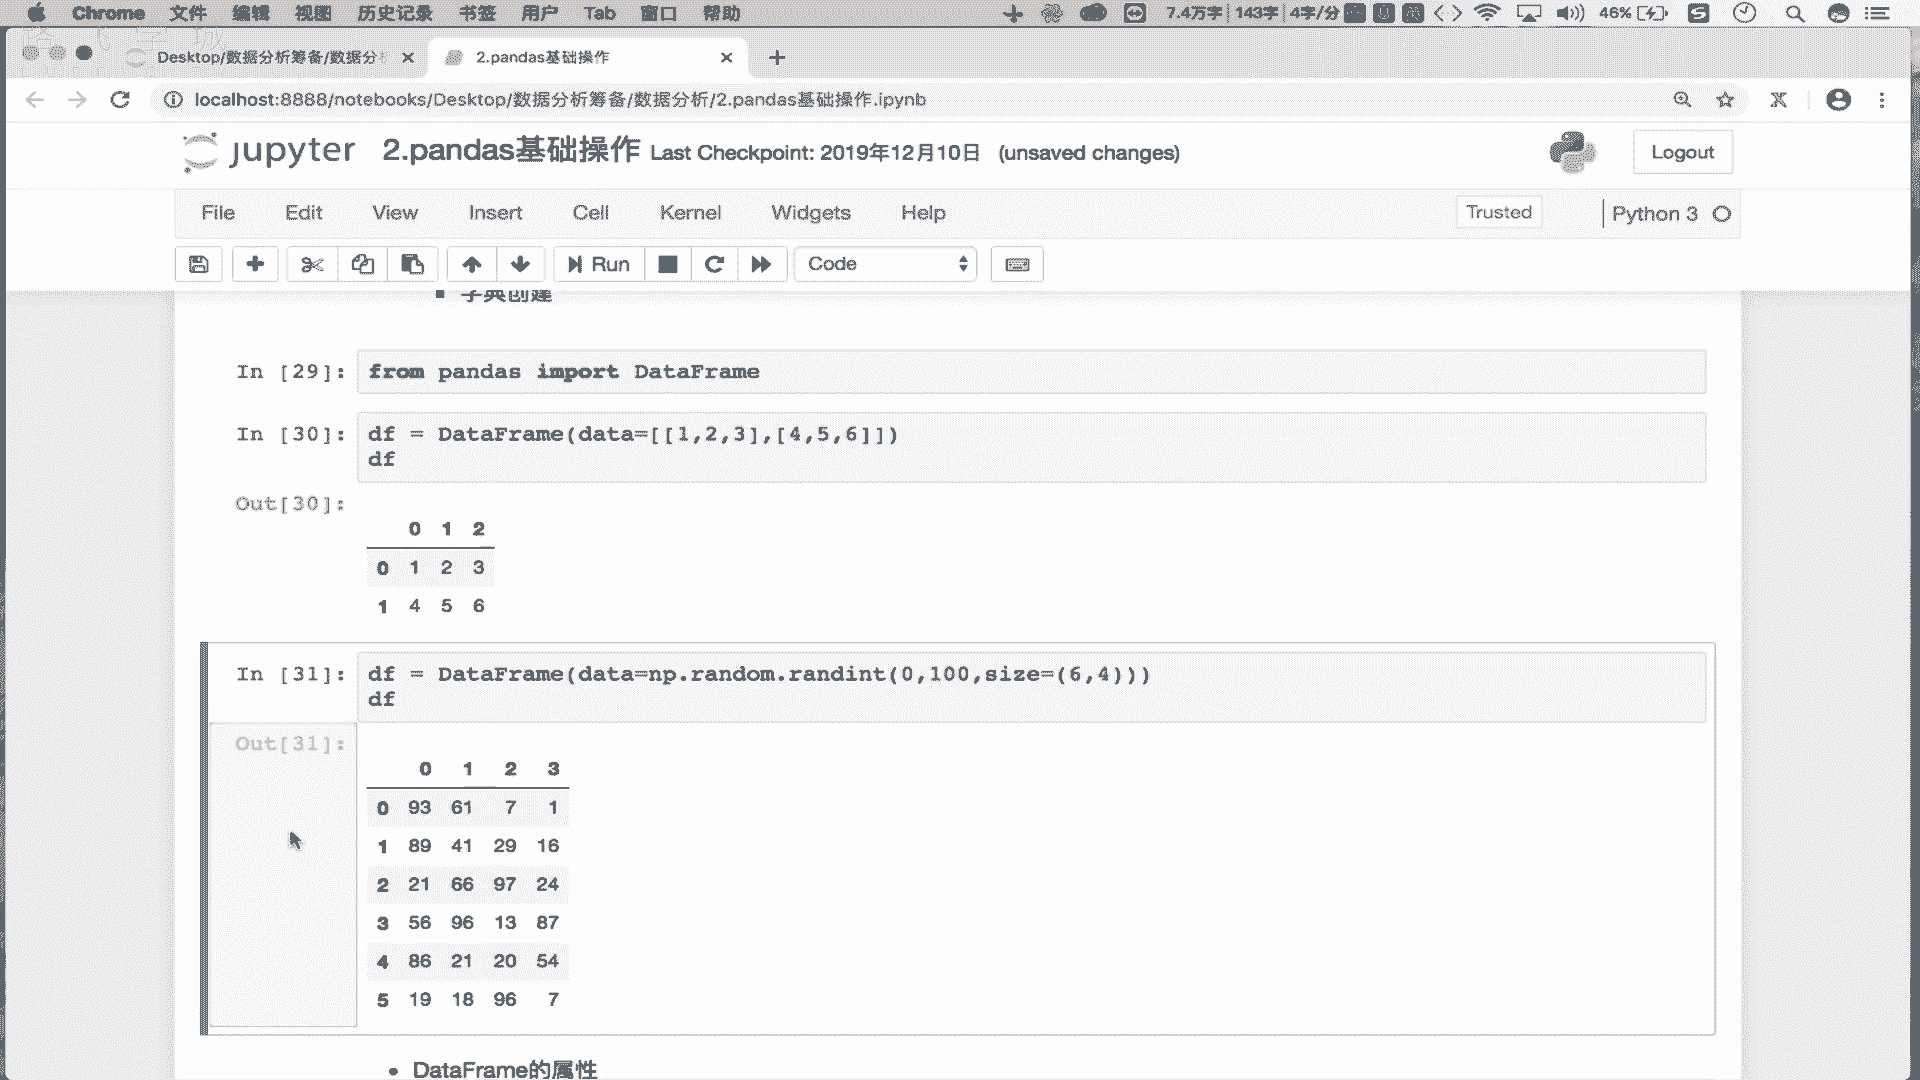 Chrome 文件 编辑 视图 历史记录 书签 用户 Tab 窗口 帮助 7.4万字 143字 4字/分 46%
Desktop/数据分析筹备/数据分析
2.pandas基础操作
localhost:8888/notebooks/Desktop/数据分析筹备/数据分析/2.pandas基础操作.ipynb
jupyter 2.pandas基础操作 Last Checkpoint: 2019年12月10日 (unsaved changes)
Logout
File Edit View Insert Cell Kernel Widgets Help Trusted Python 3
Run Code
字典创建
In [29]: from pandas import DataFrame
In [30]: df = DataFrame(data=[[1,2,3],[4,5,6]])
df
Out[30]:
0 1 2
0 1 2 3
1 4 5 6
In [31]: df = DataFrame(data=np.random.randint(0,100,size=(6,4)))
df
Out[31]:
0 1 2 3
0 93 61 7 1
1 89 41 29 16
2 21 66 97 24
3 56 96 13 87
4 86 21 20 54
5 19 18 96 7
• DataFrame的属性